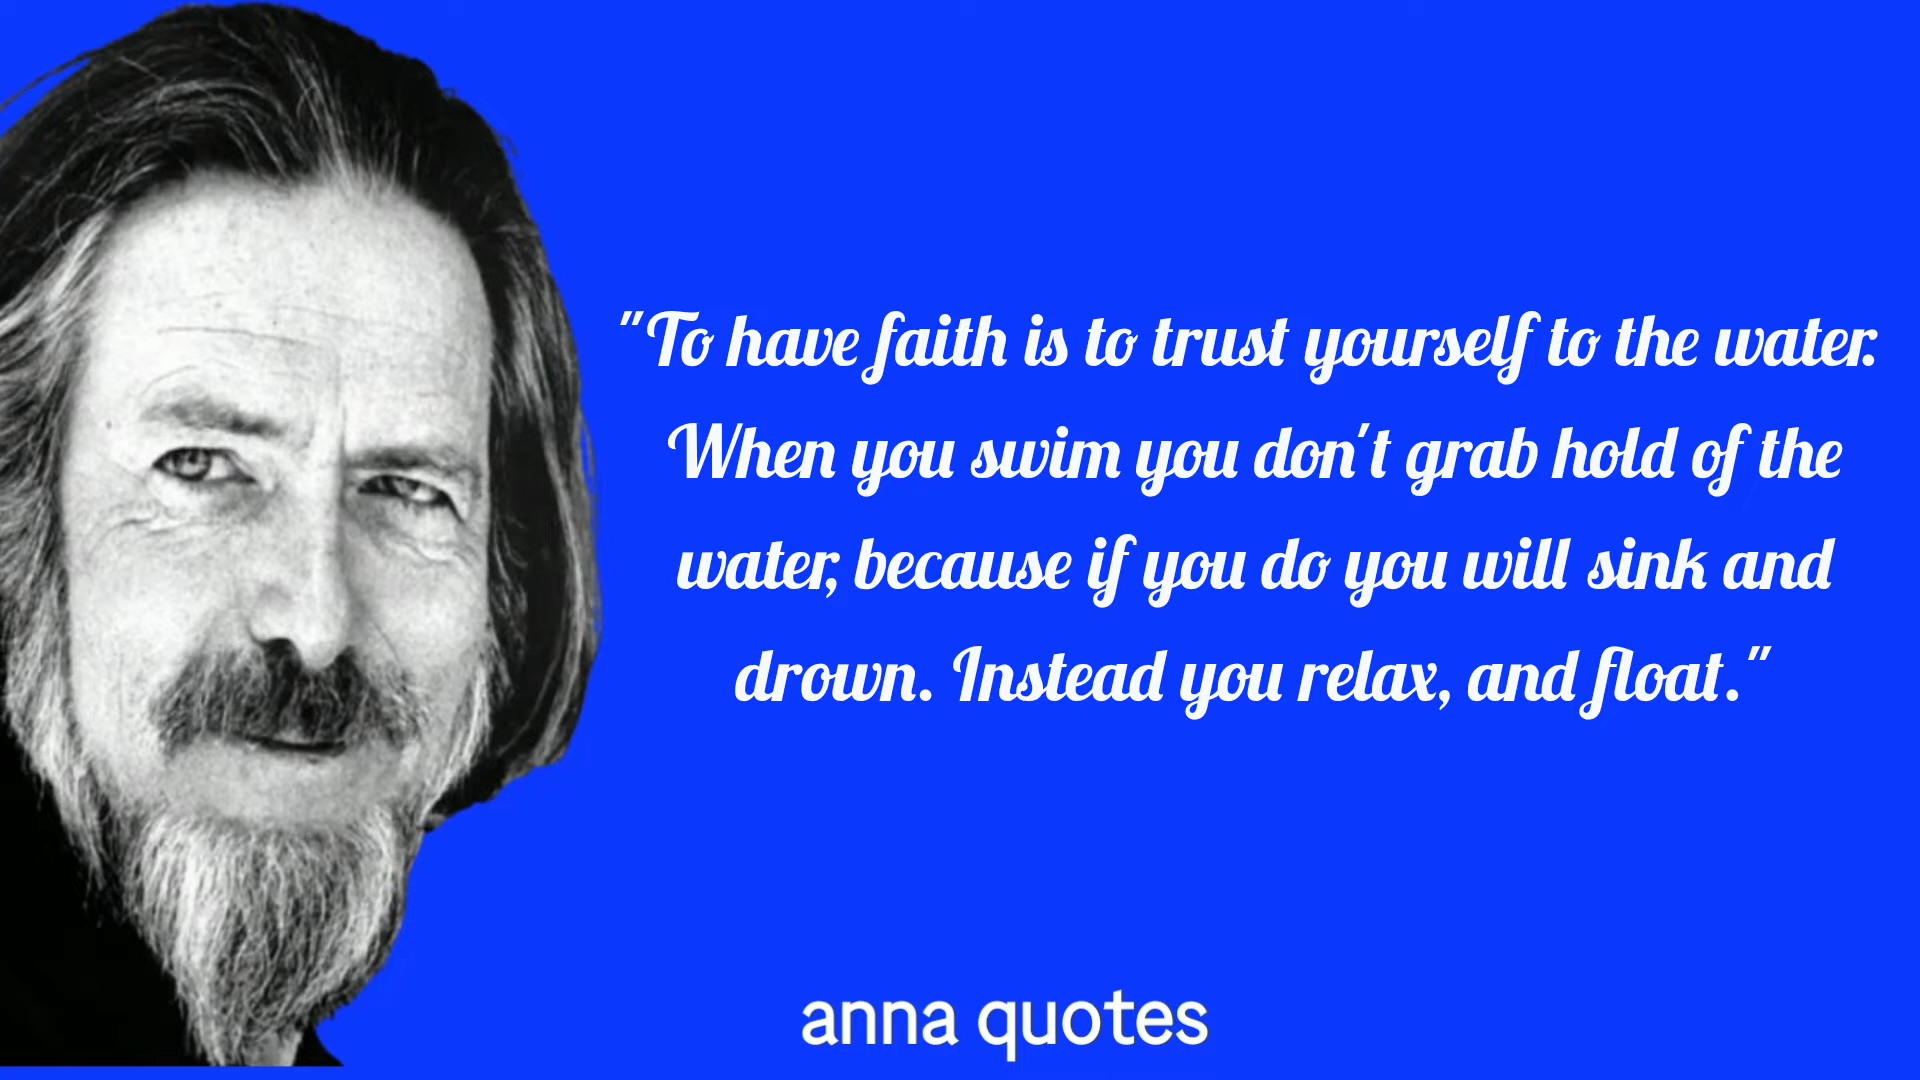 "To have faith is to trust yourself to the water.
When you swim you don't grab hold of the
water, because if you do you will sink and
drown. Instead you relax, and float."
anna quotes